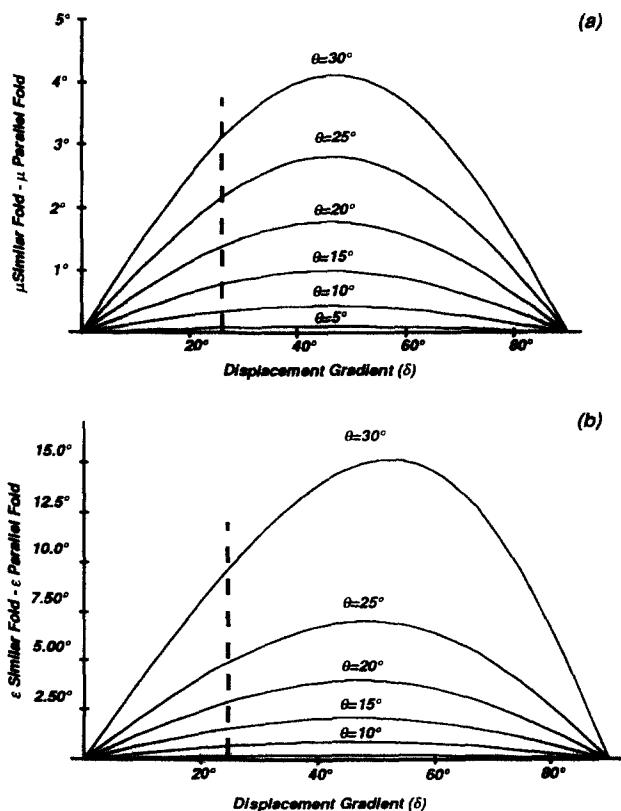 (a)
5°
4°
3°
2°
1°
μSimilar Fold - μ Parallel Fold
θ=30°
θ=25°
θ=20°
θ=15°
θ=10°
θ=5°
20° 40° 60° 80°
Displacement Gradient (δ)
(b)
15.0°
12.5°
10.0°
7.50°
5.00°
2.50°
ε Similar Fold - ε Parallel Fold
θ=30°
θ=25°
θ=20°
θ=15°
θ=10°
20° 40° 60° 80°
Displacement Gradient (δ)